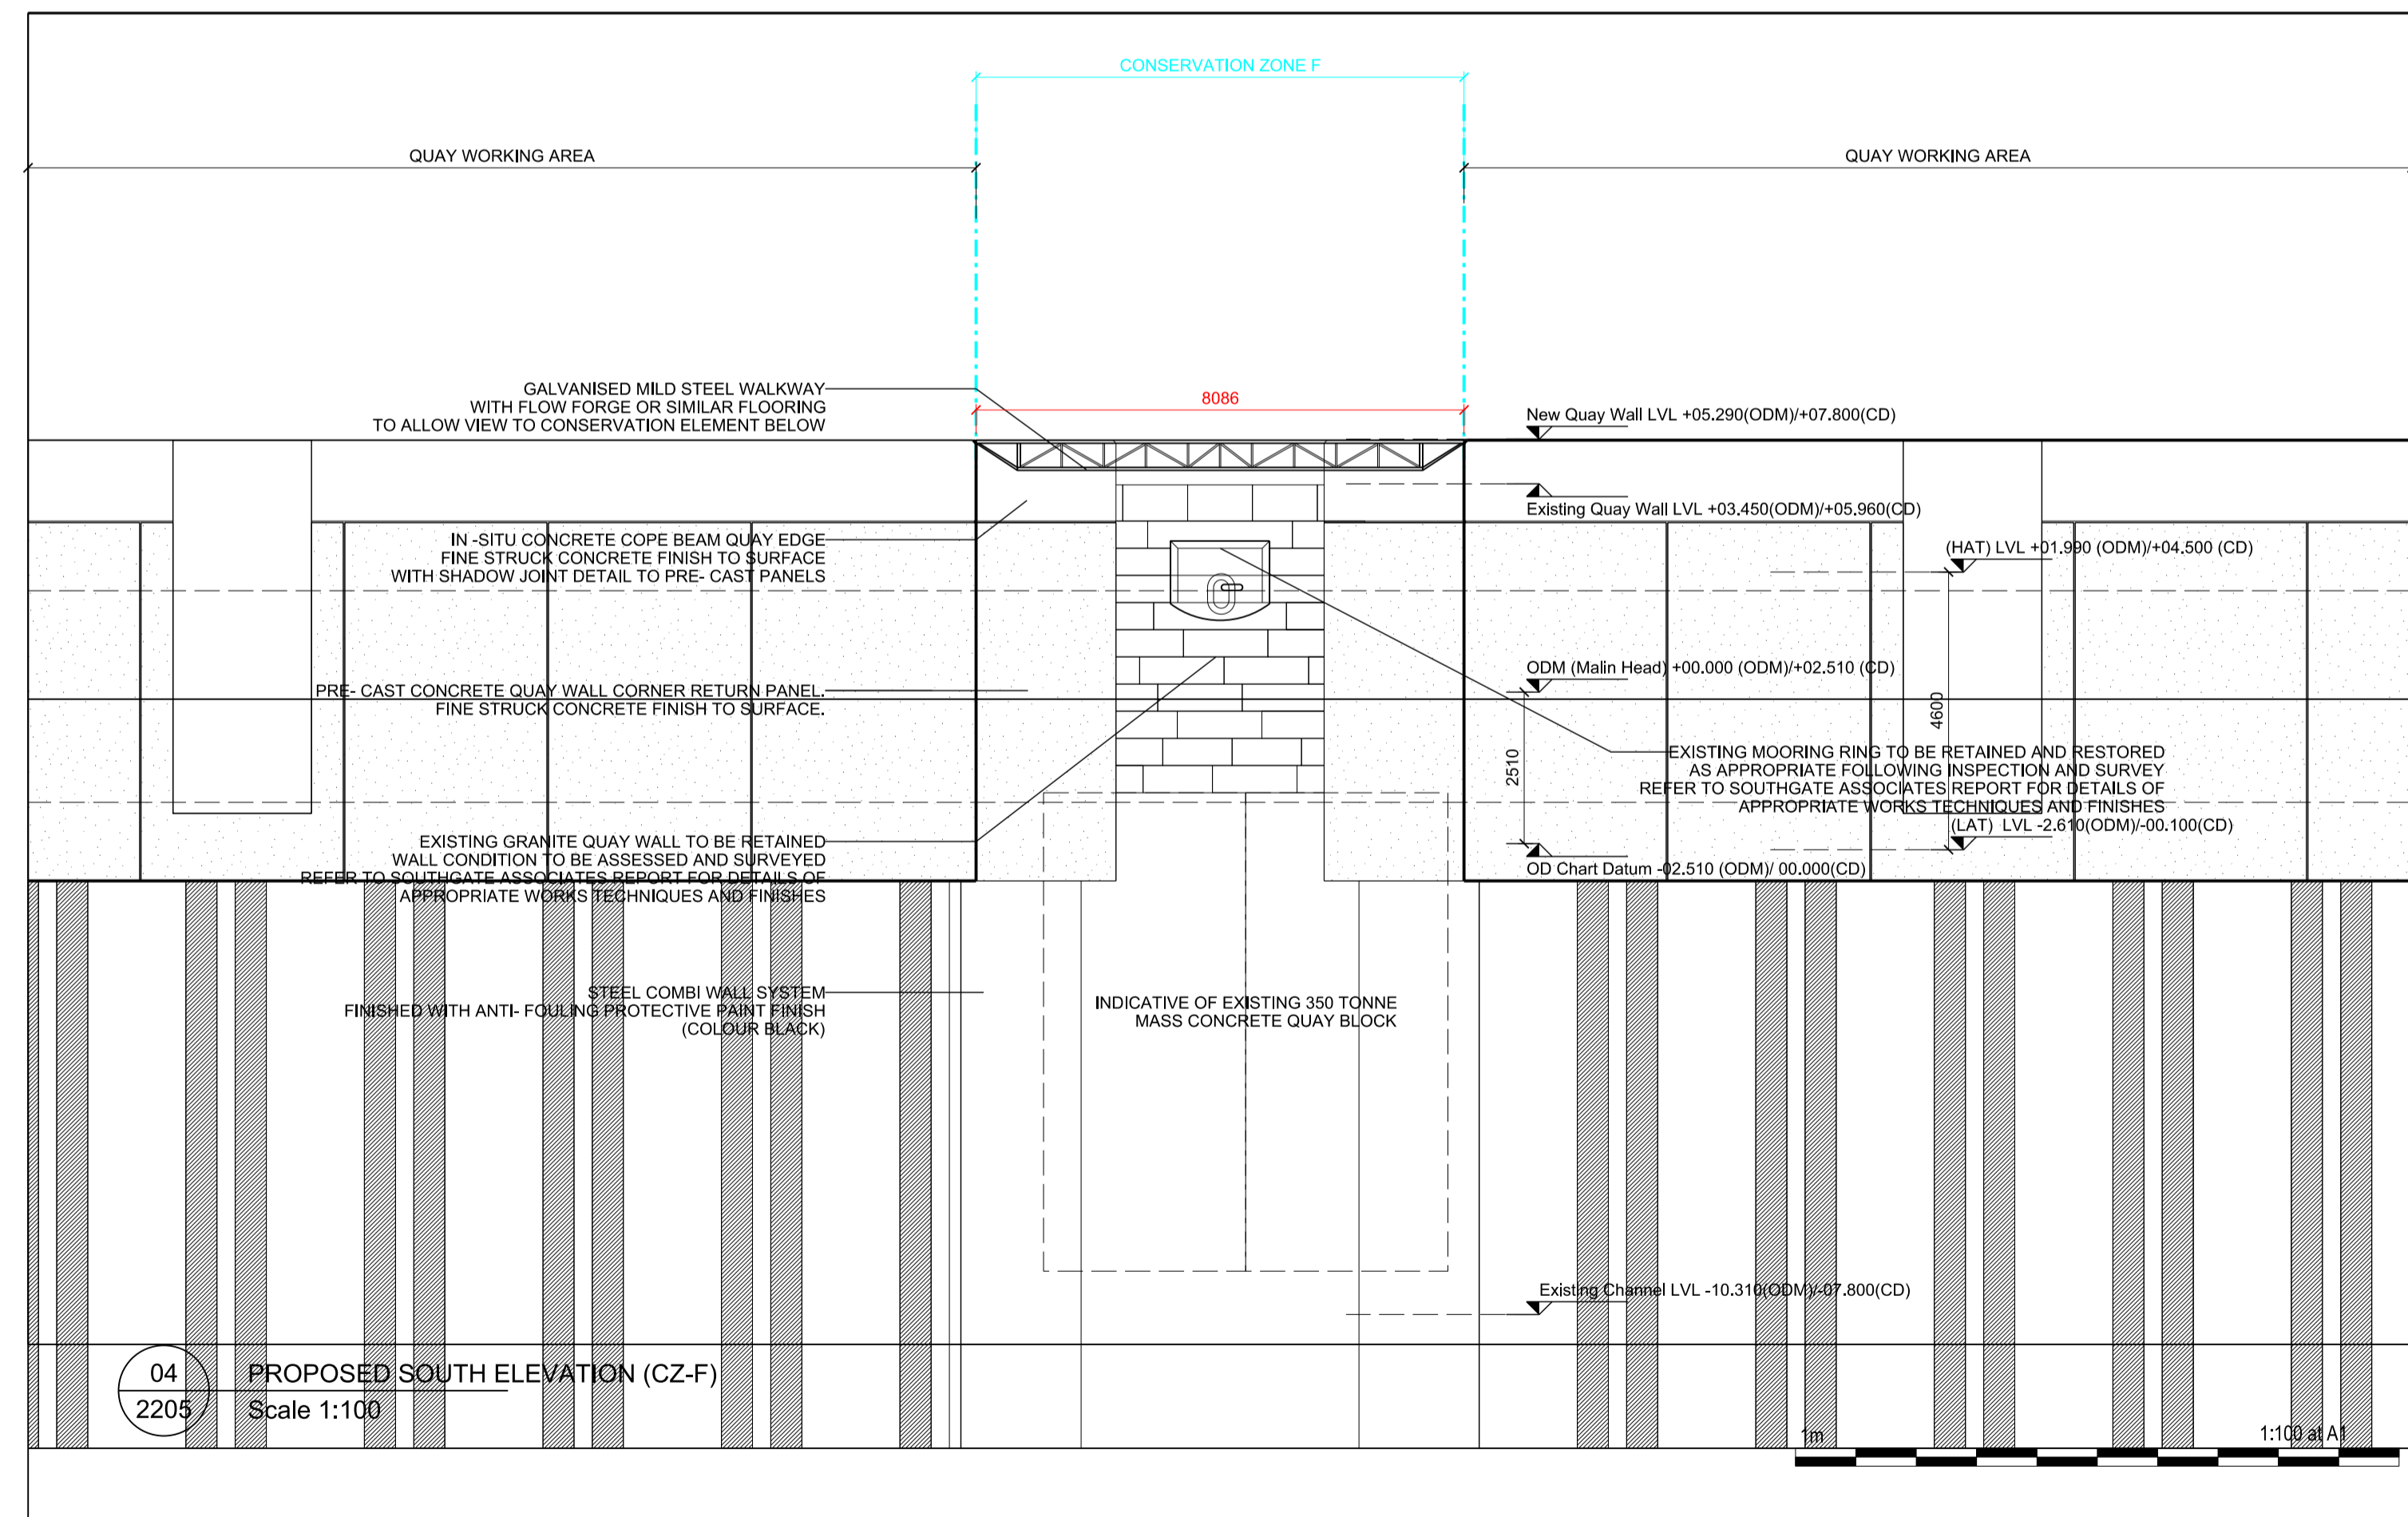 CONSERVATION ZONE F
QUAY WORKING AREA
QUAY WORKING AREA
GALVANISED MILD STEEL WALKWAY
WITH FLOW FORGE OR SIMILAR FLOORING
TO ALLOW VIEW TO CONSERVATION ELEMENT BELOW
8086
New Quay Wall LVL +05.290(ODM)/+07.800(CD)
Existing Quay Wall LVL +03.450(ODM)/+05.960(CD)
IN -SITU CONCRETE COPE BEAM QUAY EDGE
FINE STRUCK CONCRETE FINISH TO SURFACE
WITH SHADOW JOINT DETAIL TO PRE- CAST PANELS
(HAT) LVL +01.990 (ODM)/+04.500 (CD)
ODM (Malin Head) +00.000 (ODM)/+02.510 (CD)
PRE- CAST CONCRETE QUAY WALL CORNER RETURN PANEL.
FINE STRUCK CONCRETE FINISH TO SURFACE.
4600
2510
EXISTING MOORING RING TO BE RETAINED AND RESTORED
AS APPROPRIATE FOLLOWING INSPECTION AND SURVEY
REFER TO SOUTHGATE ASSOCIATES REPORT FOR DETAILS OF
APPROPRIATE WORKS TECHNIQUES AND FINISHES
(LAT) LVL -2.610(ODM)/-00.100(CD)
EXISTING GRANITE QUAY WALL TO BE RETAINED
WALL CONDITION TO BE ASSESSED AND SURVEYED
REFER TO SOUTHGATE ASSOCIATES REPORT FOR DETAILS OF
APPROPRIATE WORKS TECHNIQUES AND FINISHES
OD Chart Datum -02.510 (ODM)/ 00.000(CD)
STEEL COMBI WALL SYSTEM
FINISHED WITH ANTI- FOULING PROTECTIVE PAINT FINISH
(COLOUR BLACK)
INDICATIVE OF EXISTING 350 TONNE
MASS CONCRETE QUAY BLOCK
Existing Channel LVL -10.310(ODM)/-07.800(CD)
04
2205
PROPOSED SOUTH ELEVATION (CZ-F)
Scale 1:100
1m
1:100 at A1